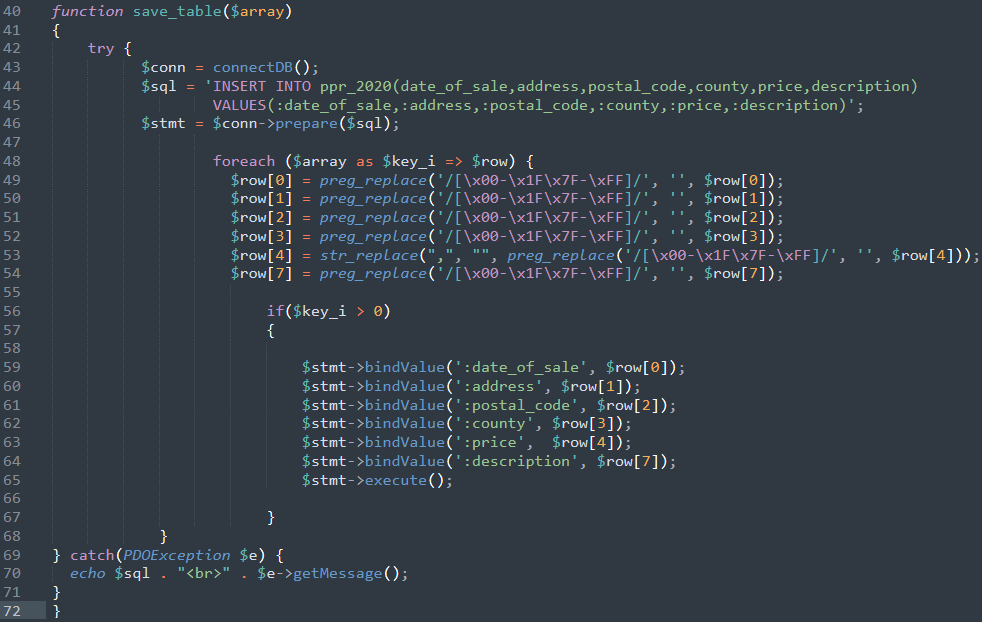 40 function save_table($array)
41 {
42 try {
43 $conn = connectDB();
44 $sql = 'INSERT INTO ppr_2020(date_of_sale,address,postal_code,county,price,description)
45 VALUES(:date_of_sale,:address,:postal_code,:county,:price,:description)';
46 $stmt = $conn->prepare($sql);
47
48 foreach ($array as $key_i => $row) {
49 $row[0] = preg_replace('/[\x00-\x1F\x7F-\xFF]/', '', $row[0]);
50 $row[1] = preg_replace('/[\x00-\x1F\x7F-\xFF]/', '', $row[1]);
51 $row[2] = preg_replace('/[\x00-\x1F\x7F-\xFF]/', '', $row[2]);
52 $row[3] = preg_replace('/[\x00-\x1F\x7F-\xFF]/', '', $row[3]);
53 $row[4] = str_replace(",", "", preg_replace('/[\x00-\x1F\x7F-\xFF]/', '', $row[4]));
54 $row[7] = preg_replace('/[\x00-\x1F\x7F-\xFF]/', '', $row[7]);
55
56 if($key_i > 0)
57 {
58
59 $stmt->bindValue(':date_of_sale', $row[0]);
60 $stmt->bindValue(':address', $row[1]);
61 $stmt->bindValue(':postal_code', $row[2]);
62 $stmt->bindValue(':county', $row[3]);
63 $stmt->bindValue(':price',  $row[4]);
64 $stmt->bindValue(':description', $row[7]);
65 $stmt->execute();
66
67 }
68 }
69 } catch(PDOException $e) {
70 echo $sql . "<br>" . $e->getMessage();
71 }
72 }